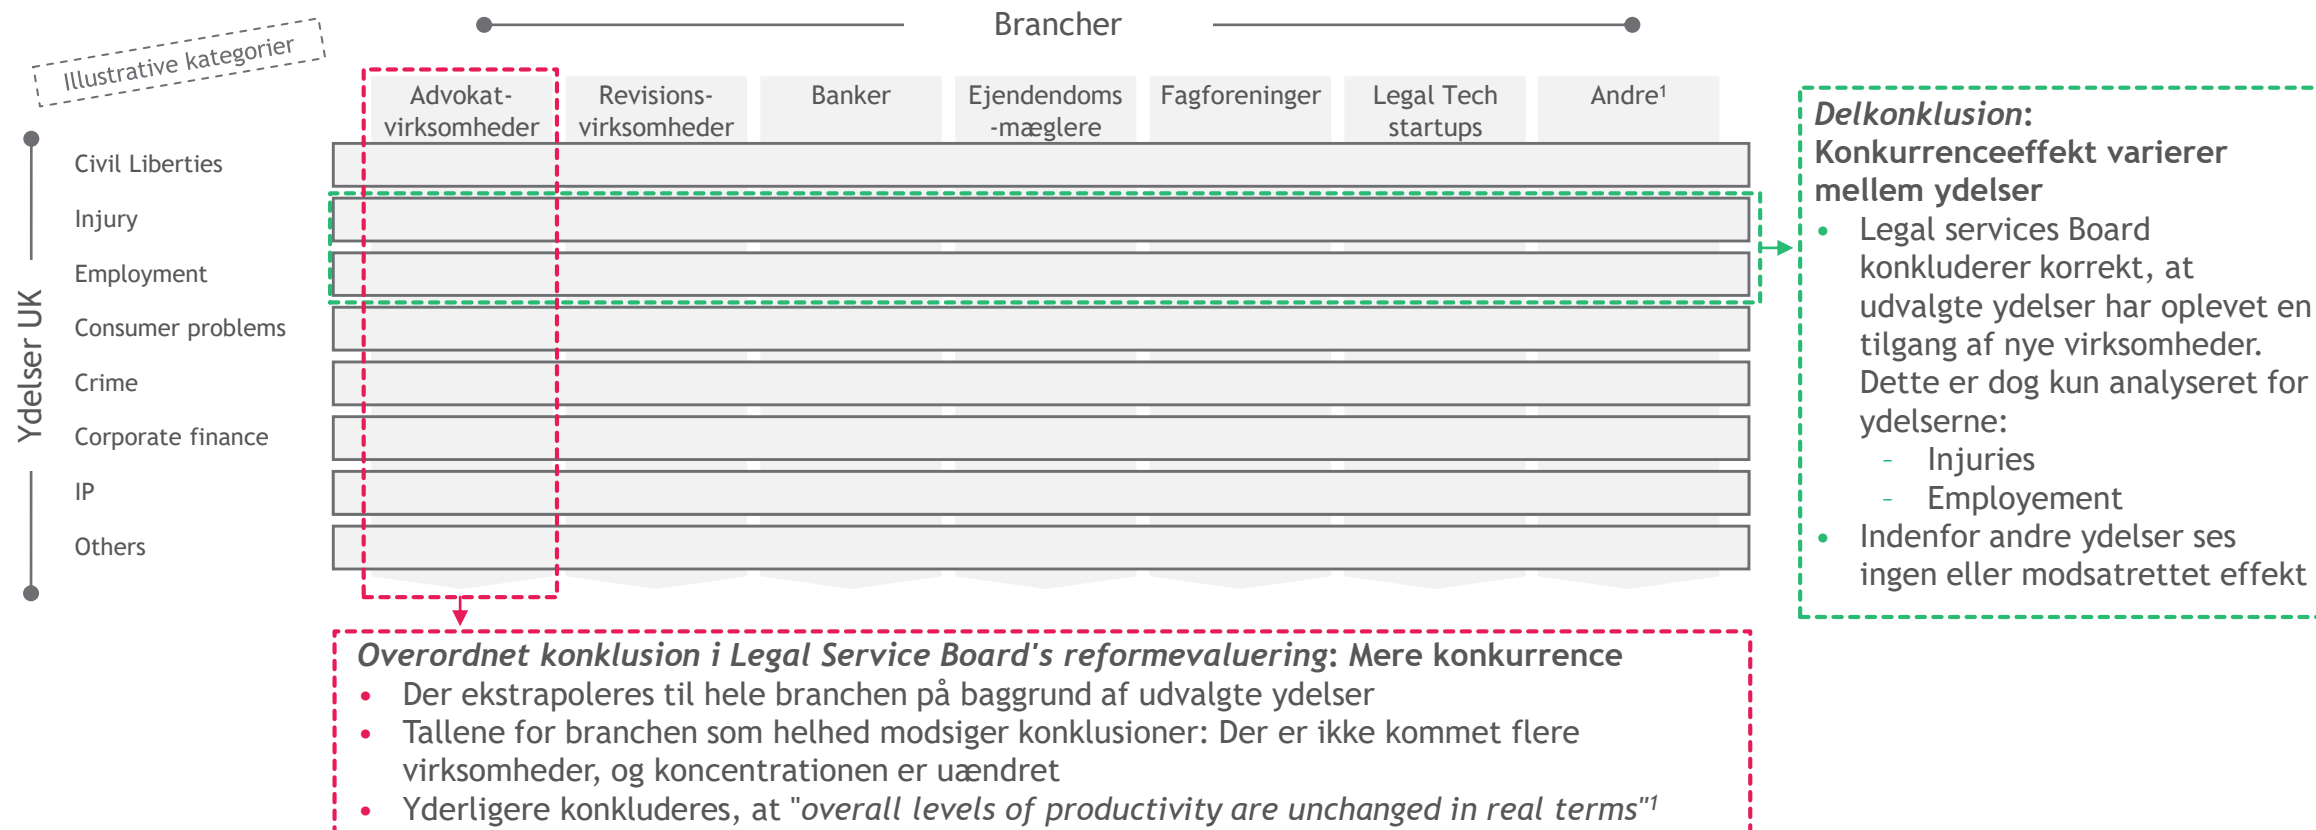 Brancher
Illustrative kategorier
Advokat-
virksomheder
Revisions-
virksomheder
Banker
Ejendendoms
-mæglere
Fagforeninger
Legal Tech
startups
Andre¹
Ydelser UK
Civil Liberties
Injury
Employment
Consumer problems
Crime
Corporate finance
IP
Others
Delkonklusion:
Konkurrenceeffekt varierer
mellem ydelser
• Legal services Board
konkluderer korrekt, at
udvalgte ydelser har oplevet en
tilgang af nye virksomheder.
Dette er dog kun analyseret for
ydelserne:
- Injuries
- Employement
• Indenfor andre ydelser ses
ingen eller modsatrettet effekt
Overordnet konklusion i Legal Service Board's reformevaluering: Mere konkurrence
• Der ekstrapoleres til hele branchen på baggrund af udvalgte ydelser
• Tallene for branchen som helhed modsiger konklusioner: Der er ikke kommet flere
virksomheder, og koncentrationen er uændret
• Yderligere konkluderes, at "overall levels of productivity are unchanged in real terms"¹